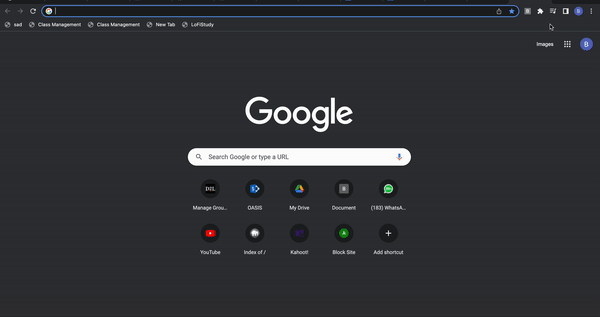 sad Class Management Class Management New Tab LoFiStudy
Images B
Google
Search Google or type a URL
D2L
Manage Grou... OASIS My Drive Document (183) WhatsA...
YouTube Index of / Kahoot! Block Site Add shortcut